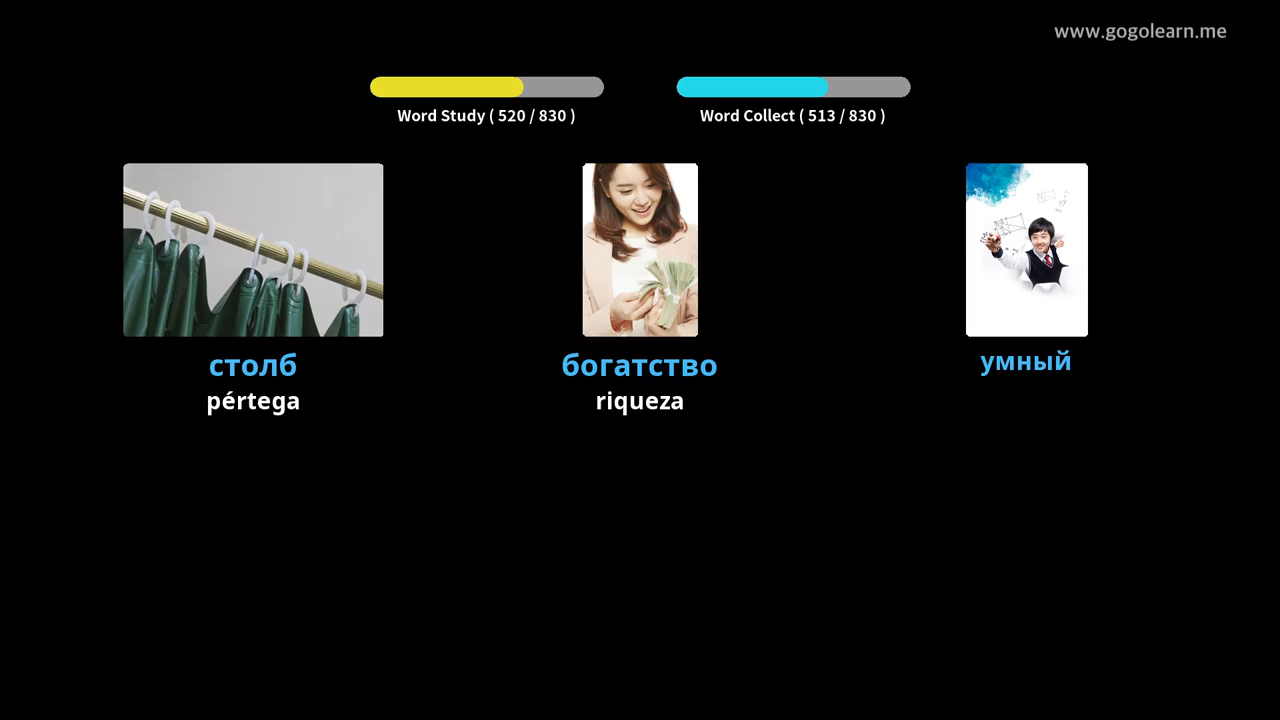 www.gogolearn.me
Word Study ( 520 / 830 )
Word Collect ( 513 / 830 )
столб
pértega
богатство
riqueza
умный